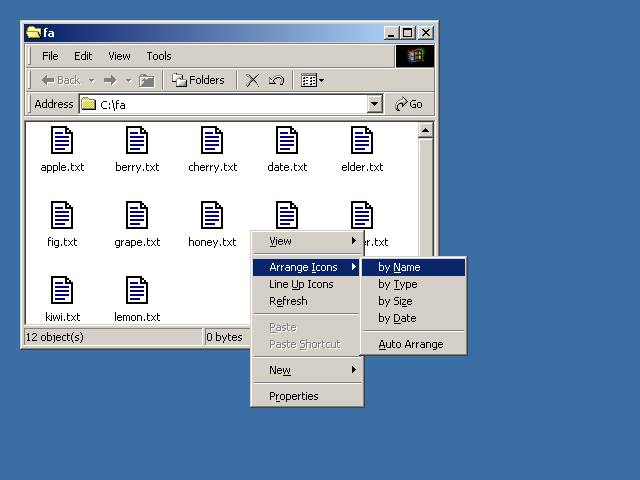 fa
File Edit View Tools
Back Folders
Address C:\fa Go
apple.txt berry.txt cherry.txt date.txt elder.txt
fig.txt grape.txt honey.txt
kiwi.txt lemon.txt
12 object(s) 0 bytes
View
Arrange Icons
Line Up Icons
Refresh
Paste
Paste Shortcut
New
Properties
by Name
by Type
by Size
by Date
Auto Arrange